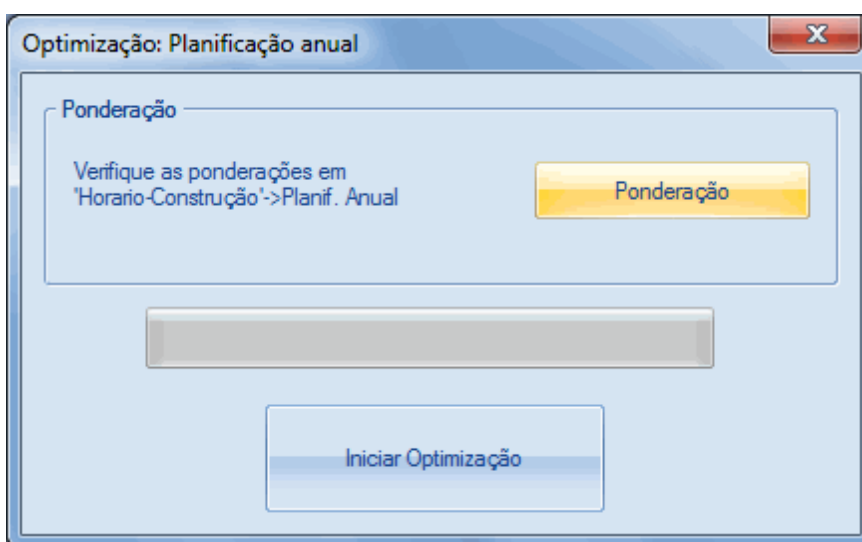 Optimização: Planificação anual
Ponderação
Verifique as ponderações em
'Horario-Construção'->Planif. Anual
Ponderação
Iniciar Optimização